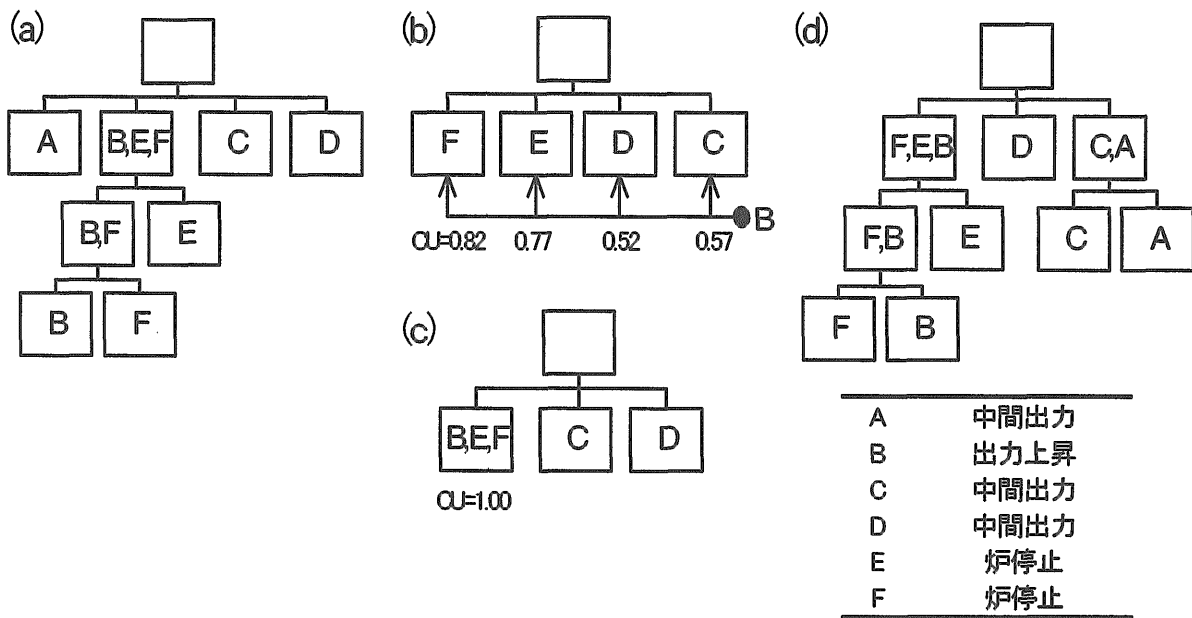 (a)
A B,E,F C D
B,F E
B F
(b)
F E D C
B
CU=0.82 0.77 0.52 0.57
(c)
B,E,F C D
CU=1.00
(d)
F,E,B D C,A
F,B E C A
F B
A 中間出力
B 出力上昇
C 中間出力
D 中間出力
E 炉停止
F 炉停止